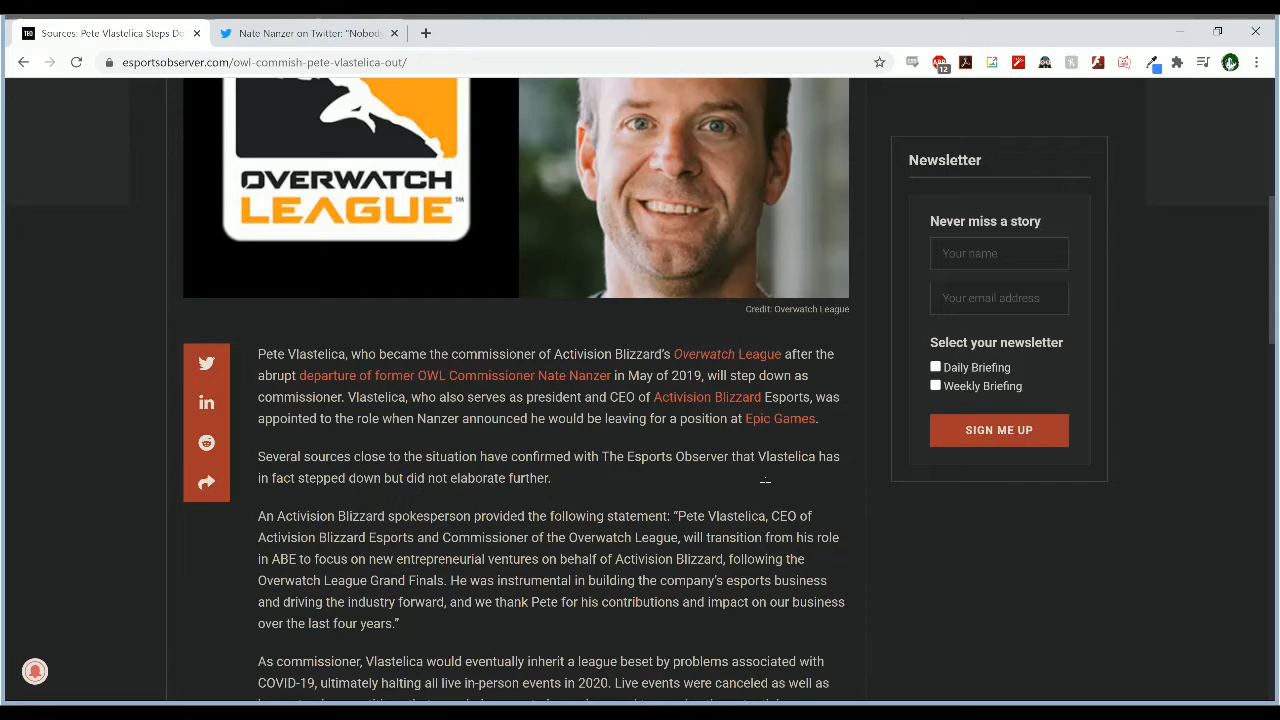 TEO Sources: Pete Vlastelica Steps Do
Nate Nanzer on Twitter: "Nobody
esportsobserver.com/owl-commish-pete-vlastelica-out/
12
OVERWATCH
LEAGUE™
Credit: Overwatch League
Pete Vlastelica, who became the commissioner of Activision Blizzard's Overwatch League after the
abrupt departure of former OWL Commissioner Nate Nanzer in May of 2019, will step down as
commissioner. Vlastelica, who also serves as president and CEO of Activision Blizzard Esports, was
appointed to the role when Nanzer announced he would be leaving for a position at Epic Games.
Several sources close to the situation have confirmed with The Esports Observer that Vlastelica has
in fact stepped down but did not elaborate further.
An Activision Blizzard spokesperson provided the following statement: “Pete Vlastelica, CEO of
Activision Blizzard Esports and Commissioner of the Overwatch League, will transition from his role
in ABE to focus on new entrepreneurial ventures on behalf of Activision Blizzard, following the
Overwatch League Grand Finals. He was instrumental in building the company's esports business
and driving the industry forward, and we thank Pete for his contributions and impact on our business
over the last four years.”
As commissioner, Vlastelica would eventually inherit a league beset by problems associated with
COVID-19, ultimately halting all live in-person events in 2020. Live events were canceled as well as
Newsletter
Never miss a story
Your name
Your email address
Select your newsletter
Daily Briefing
Weekly Briefing
SIGN ME UP